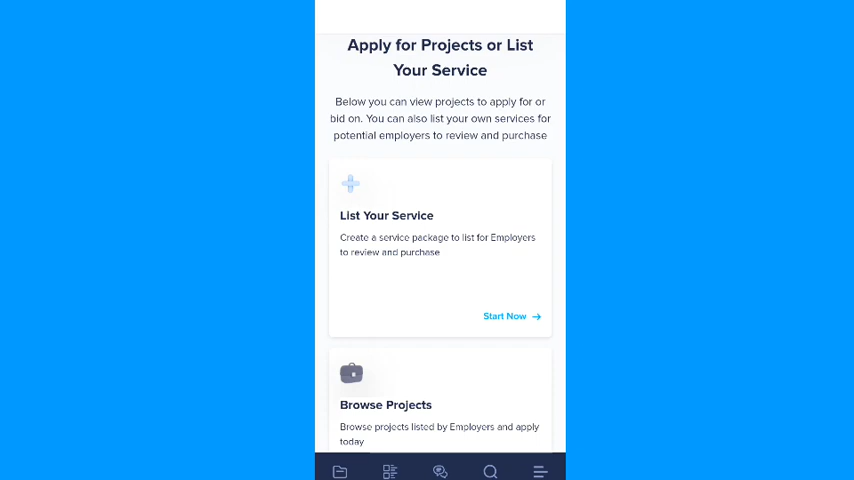 Apply for Projects or List
Your Service
Below you can view projects to apply for or
bid on. You can also list your own services for
potential employers to review and purchase
List Your Service
Create a service package to list for Employers
to review and purchase
Start Now
Browse Projects
Browse projects listed by Employers and apply
today